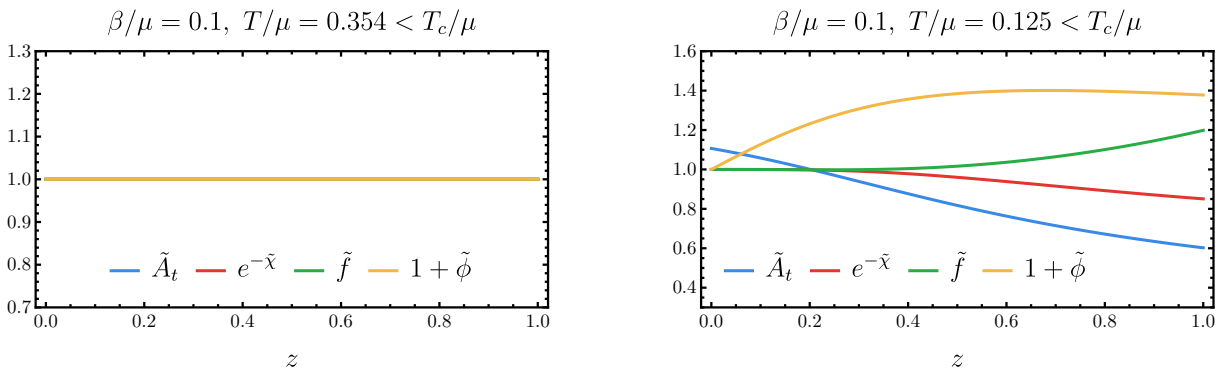 β/μ = 0.1, T/μ = 0.354 < T_c/μ
1.3
1.2
1.1
1.0
0.9
0.8
0.7
Ã_t e^{-χ̃} f̃ 1 + ϕ̃
0.0 0.2 0.4 0.6 0.8 1.0
z
β/μ = 0.1, T/μ = 0.125 < T_c/μ
1.6
1.4
1.2
1.0
0.8
0.6
0.4
Ã_t e^{-χ̃} f̃ 1 + ϕ̃
0.0 0.2 0.4 0.6 0.8 1.0
z